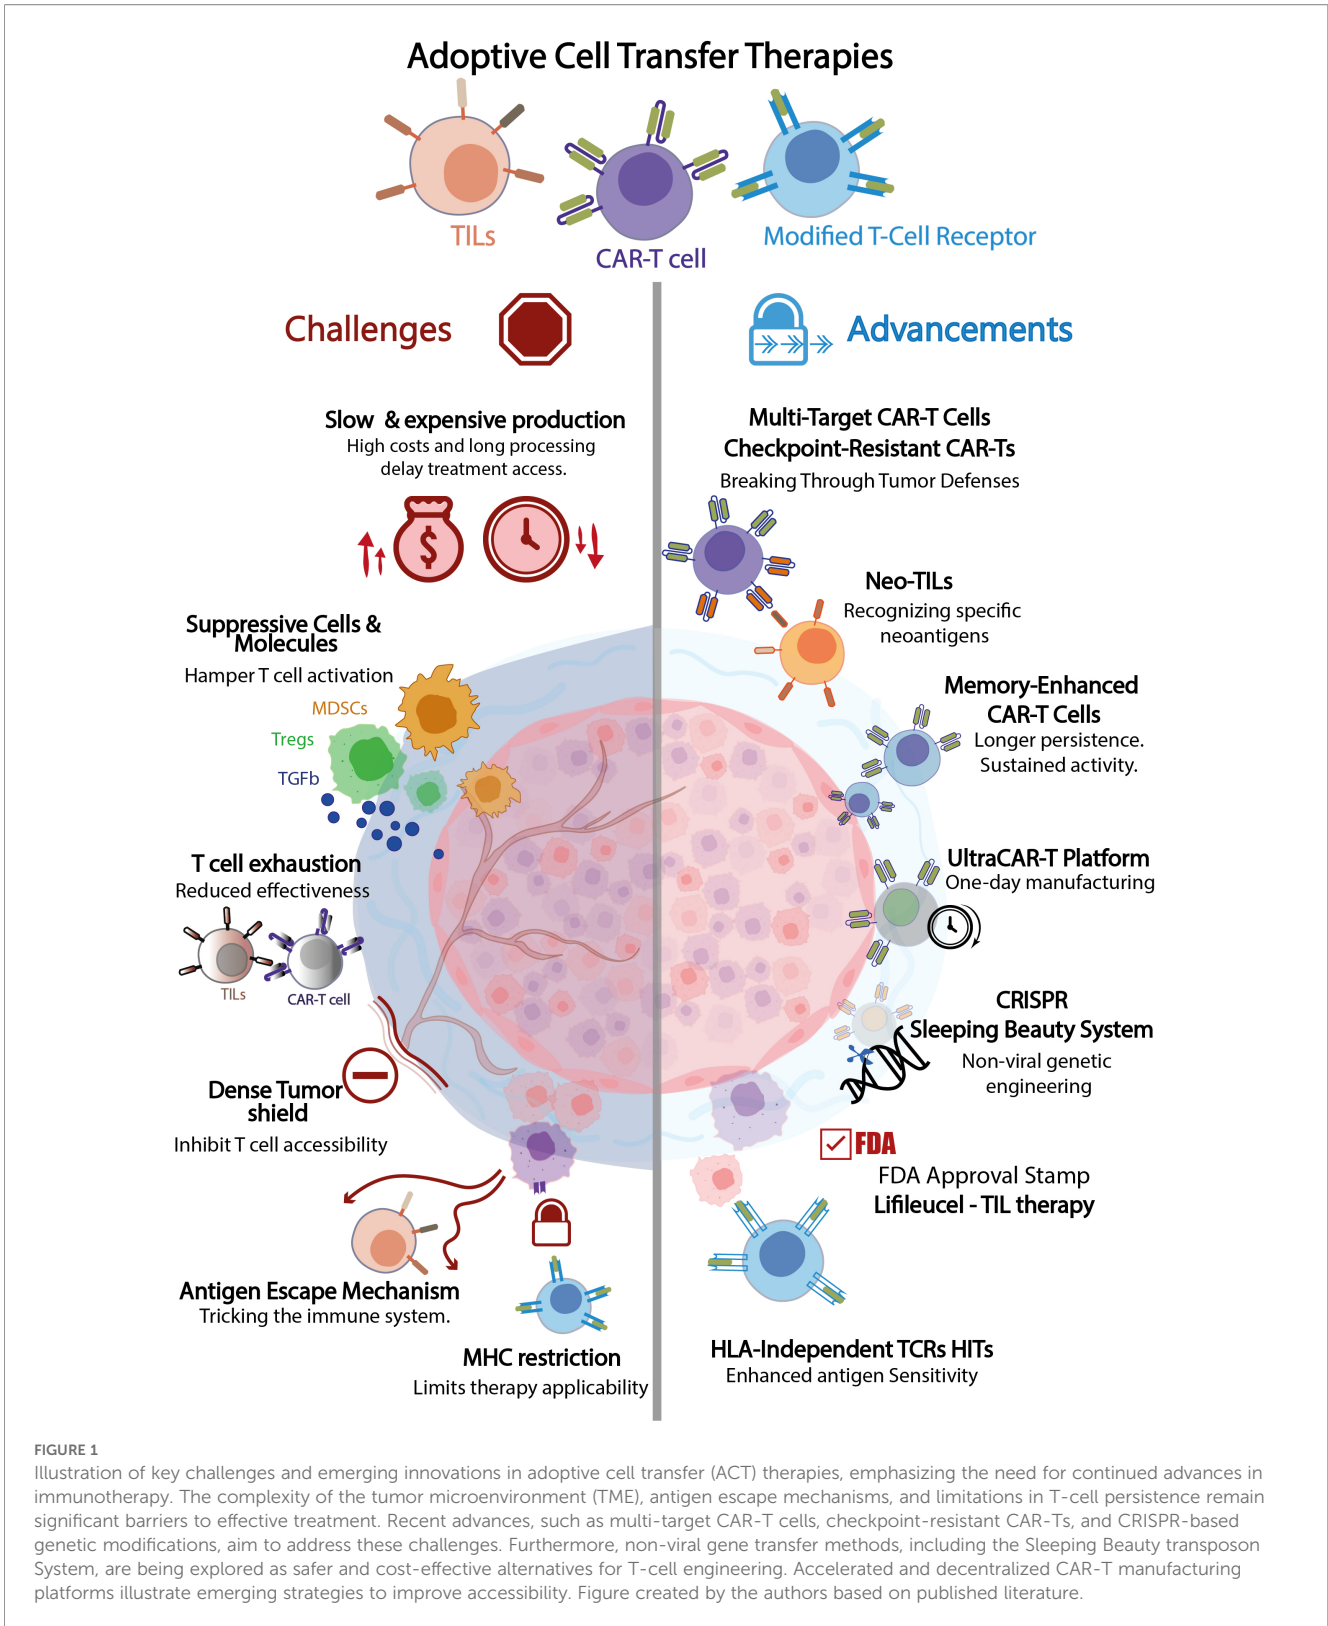 Adoptive Cell Transfer Therapies
TILs
CAR-T cell
Modified T-Cell Receptor
Challenges
Slow & expensive production
High costs and long processing
delay treatment access.
$
Suppressive Cells &
Molecules
Hamper T cell activation
MDSCs
Tregs
TGFb
T cell exhaustion
Reduced effectiveness
TILs
CAR-T cell
Dense Tumor
shield
Inhibit T cell accessibility
Antigen Escape Mechanism
Tricking the immune system.
MHC restriction
Limits therapy applicability
Advancements
Multi-Target CAR-T Cells
Checkpoint-Resistant CAR-Ts
Breaking Through Tumor Defenses
Neo-TILs
Recognizing specific
neoantigens
Memory-Enhanced
CAR-T Cells
Longer persistence.
Sustained activity.
UltraCAR-T Platform
One-day manufacturing
CRISPR
Sleeping Beauty System
Non-viral genetic
engineering
FDA
FDA Approval Stamp
Lifileucel - TIL therapy
HLA-Independent TCRs HITs
Enhanced antigen Sensitivity
FIGURE 1
Illustration of key challenges and emerging innovations in adoptive cell transfer (ACT) therapies, emphasizing the need for continued advances in
immunotherapy. The complexity of the tumor microenvironment (TME), antigen escape mechanisms, and limitations in T-cell persistence remain
significant barriers to effective treatment. Recent advances, such as multi-target CAR-T cells, checkpoint-resistant CAR-Ts, and CRISPR-based
genetic modifications, aim to address these challenges. Furthermore, non-viral gene transfer methods, including the Sleeping Beauty transposon
System, are being explored as safer and cost-effective alternatives for T-cell engineering. Accelerated and decentralized CAR-T manufacturing
platforms illustrate emerging strategies to improve accessibility. Figure created by the authors based on published literature.